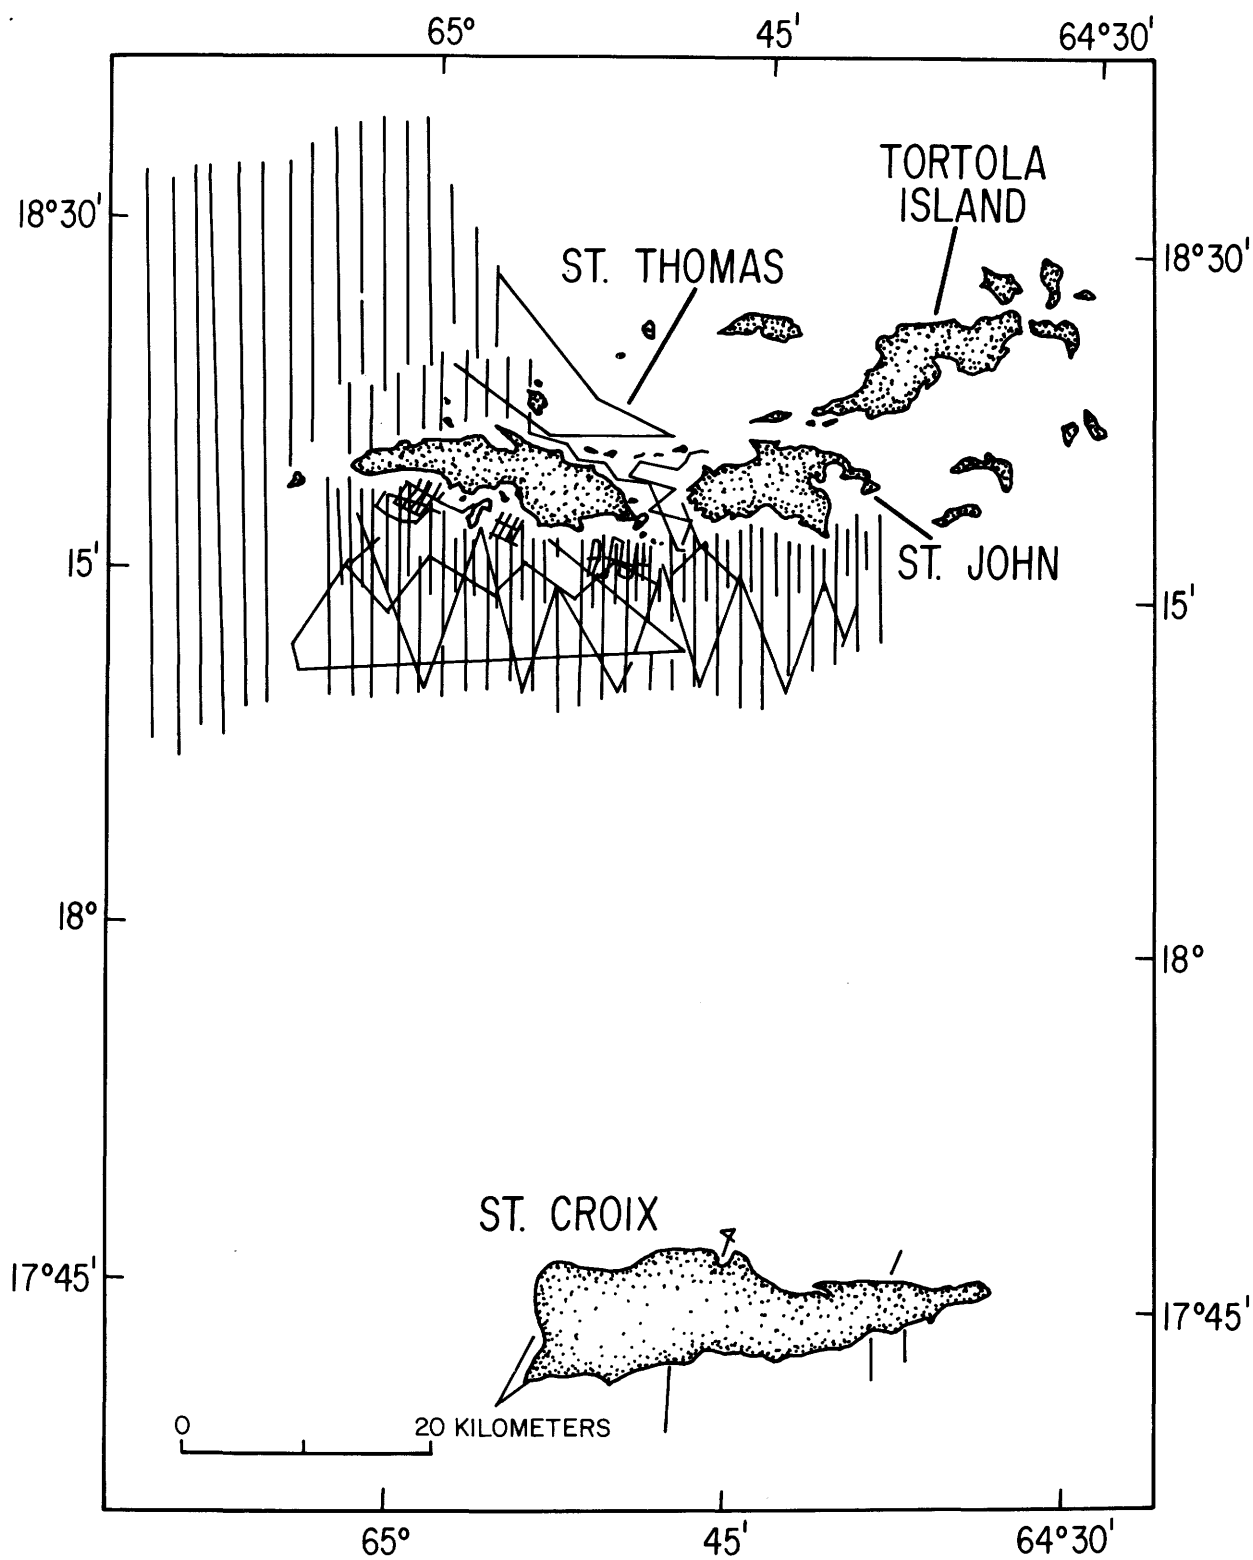 65° 45' 64°30'
TORTOLA
ISLAND
18°30'
ST. THOMAS
18°30'
15'
ST. JOHN
15'
18°
18°
ST. CROIX
17°45'
17°45'
0 20 KILOMETERS
65° 45' 64°30'